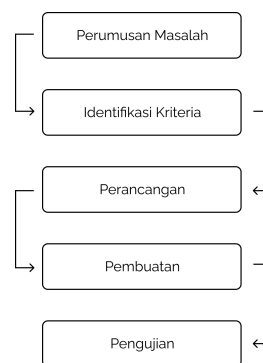 Perumusan Masalah
Identifikasi Kriteria
Perancangan
Pembuatan
Pengujian